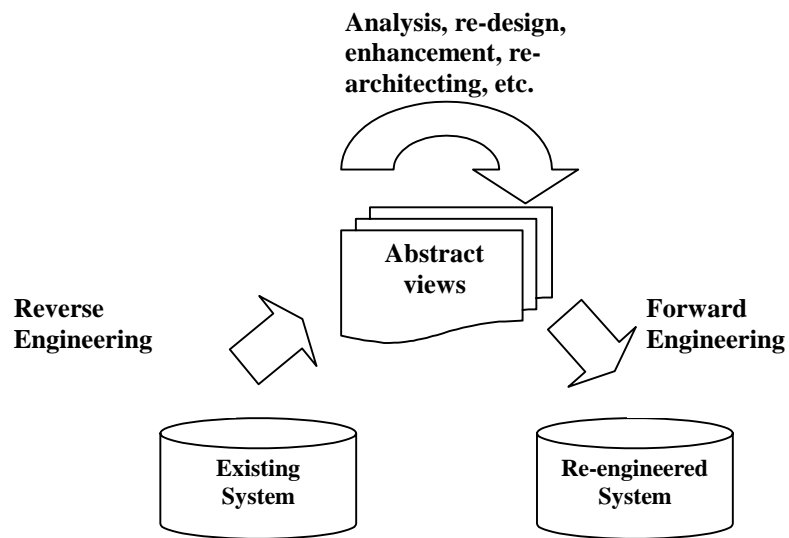 Analysis, re-design,
enhancement, re-
architecting, etc.
Abstract
views
Reverse
Engineering
Forward
Engineering
Existing
System
Re-engineered
System